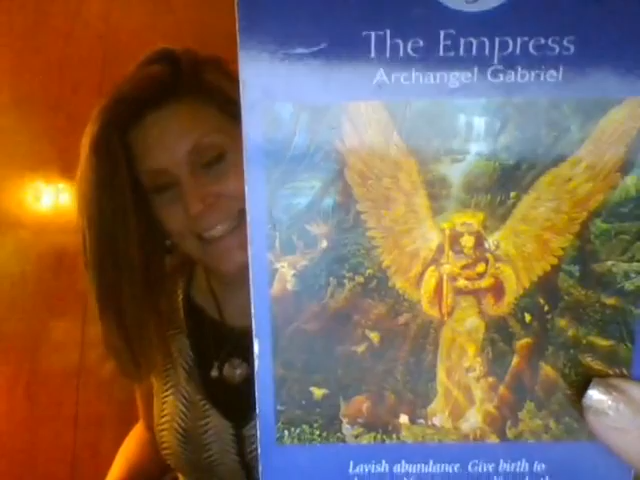 The Empress
Archangel Gabriel
Lavish abundance. Give birth to